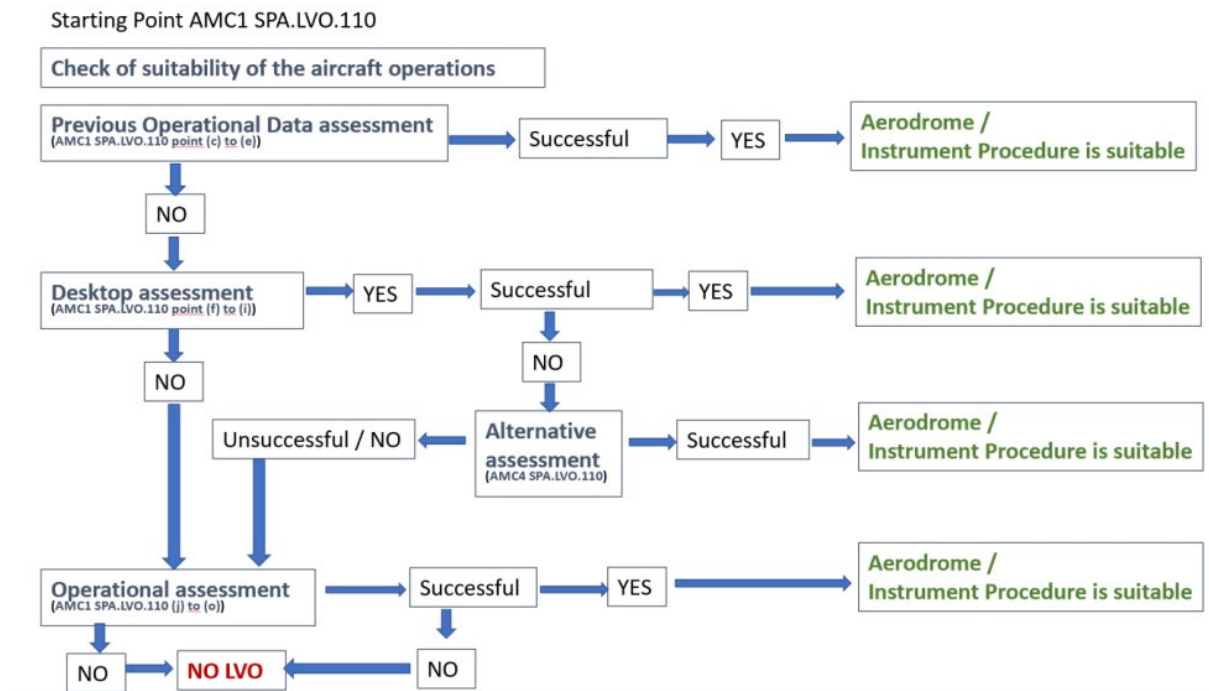 Starting Point AMC1 SPA.LVO.110
Check of suitability of the aircraft operations
Previous Operational Data assessment
(AMC1 SPA.LVO.110 point (c) to (e))
Successful
YES
Aerodrome /
Instrument Procedure is suitable
NO
Desktop assessment
(AMC1 SPA.LVO.110 point (f) to (i))
YES
Successful
YES
Aerodrome /
Instrument Procedure is suitable
NO
NO
Unsuccessful / NO
Alternative
assessment
(AMC4 SPA.LVO.110)
Successful
Aerodrome /
Instrument Procedure is suitable
Operational assessment
(AMC1 SPA.LVO.110 (j) to (o))
Successful
YES
Aerodrome /
Instrument Procedure is suitable
NO
NO LVO
NO